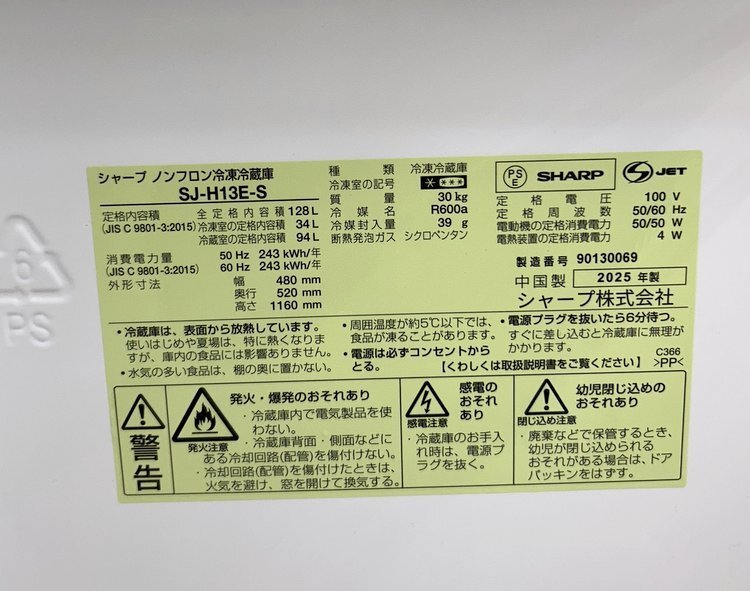 シャープ ノンフロン冷凍冷蔵庫
SJ-H13E-S
定格内容積
(JIS C 9801-3:2015)
全定格内容積 128 L
冷凍室の定格内容積 34 L
冷蔵室の定格内容積 94 L
消費電力量
(JIS C 9801-3:2015)
50 Hz 243 kWh/年
60 Hz 243 kWh/年
外形寸法
幅 480 mm
奥行 520 mm
高さ 1160 mm
種類 冷凍冷蔵庫
冷凍室の記号 ****
質量 30 kg
冷媒名 R600a
冷媒封入量 39 g
断熱発泡ガス シクロペンタン
PS
E
SHARP
S JET
定格電圧 100 V
定格周波数 50/60 Hz
電動機の定格消費電力 50/50 W
電熱装置の定格消費電力 4 W
製造番号 90130069
中国製 2025 年製
シャープ株式会社
・冷蔵庫は、表面から放熱しています。
使いはじめや夏場は、特に熱くなりま
すが、庫内の食品には影響ありません。
・水気の多い食品は、棚の奥に置かない。
・周囲温度が約5℃以下では、
食品が凍ることがあります。
・電源は必ずコンセントから
とる。
・電源プラグを抜いたら6分待つ。
すぐに差し込むと冷蔵庫に無理が
かかります。
【くわしくは取扱説明書をご覧ください】
C366
>PP<
警告
発火注意
発火・爆発のおそれあり
・冷蔵庫内で電気製品を使
わない。
・冷蔵庫背面・側面などに
ある冷却回路(配管)を傷付けない。
・冷却回路(配管)を傷付けたときは、
火気を避け、窓を開けて換気する。
感電注意
感電の
おそれ
あり
・冷蔵庫のお手入
れ時は、電源プ
ラグを抜く。
閉じ込め注意
幼児閉じ込めの
おそれあり
・廃棄などで保管するとき、
幼児が閉じ込められる
おそれがある場合は、ドア
パッキンをはずす。
6
PS